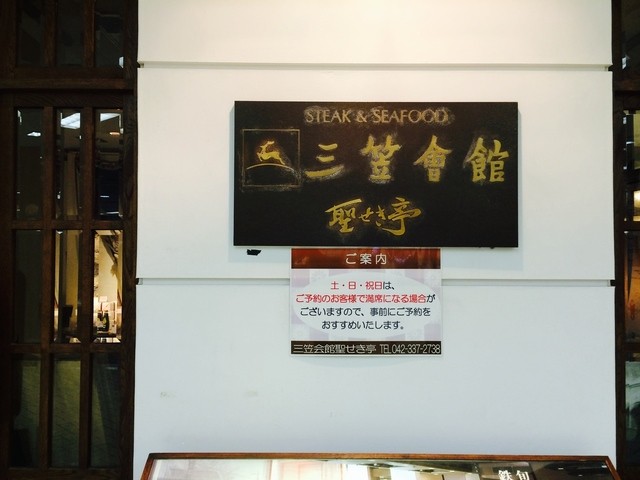 STEAK & SEAFOOD
三笠會館
聖せき亭
ご案内
土・日・祝日は、
ご予約のお客様で満席になる場合が
ございますので、事前にご予約を
おすすめいたします。
三笠会館聖せき亭 TEL 042-337-2738
鉄 旬